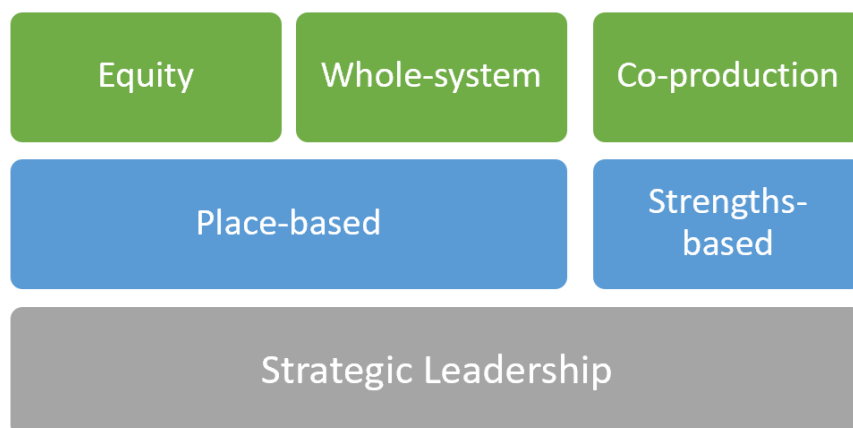 Equity
Whole-system
Co-production
Place-based
Strengths-
based
Strategic Leadership